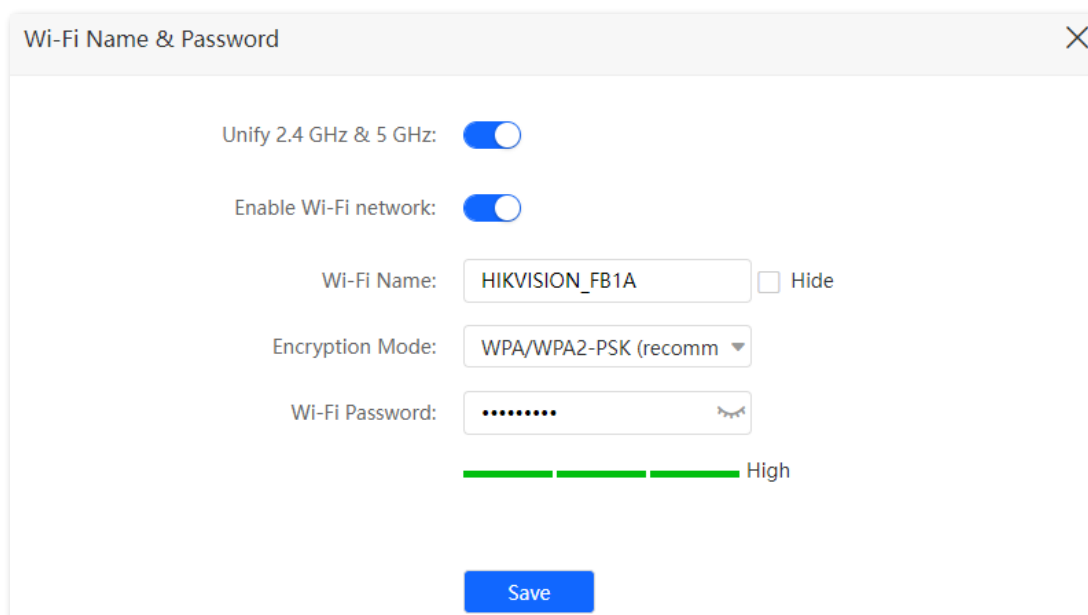 Wi-Fi Name & Password
Unify 2.4 GHz & 5 GHz:
Enable Wi-Fi network:
Wi-Fi Name: HIKVISION_FB1A Hide
Encryption Mode: WPA/WPA2-PSK (recomm
Wi-Fi Password: •••••••••
High
Save